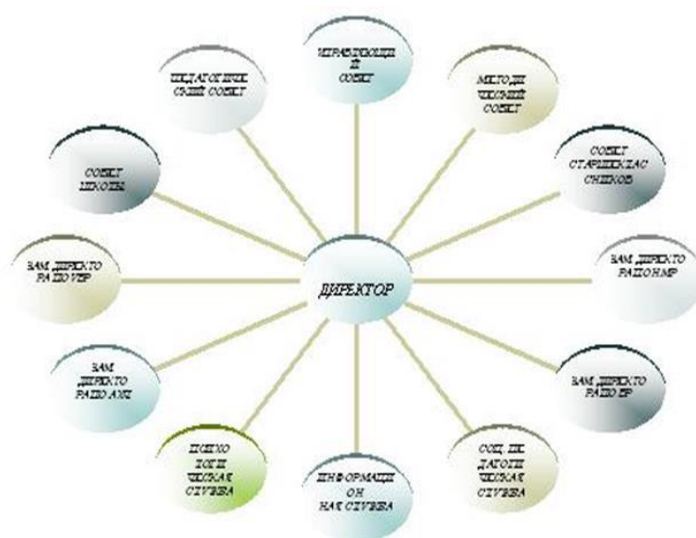 УПРАВЛЯЮЩИ
Й
СОВЕТ
МЕТОДИ
ЧЕСКИЙ
СОВЕТ
СОВЕТ
СТАРШЕКЛАС
СНИКОВ
ЗАМ ДИРЕКТО
РА ПО НМР
ЗАМ ДИРЕКТО
РА ПО ВР
СОЦ. ПЕ
ДАГОГИ
ЧЕСКАЯ
СЛУЖБА
ИНФОРМАЦИ
ОН
НАЯ СЛУЖБА
ПСИХО
ЛОГИ
ЧЕСКАЯ
СЛУЖБА
ЗАМ
ДИРЕКТО
РА ПО АХЧ
ЗАМ ДИРЕКТО
РА ПО УВР
СОВЕТ
ШКОЛЫ
ПЕДАГОГИЧЕ
СКИЙ СОВЕТ
ДИРЕКТОР